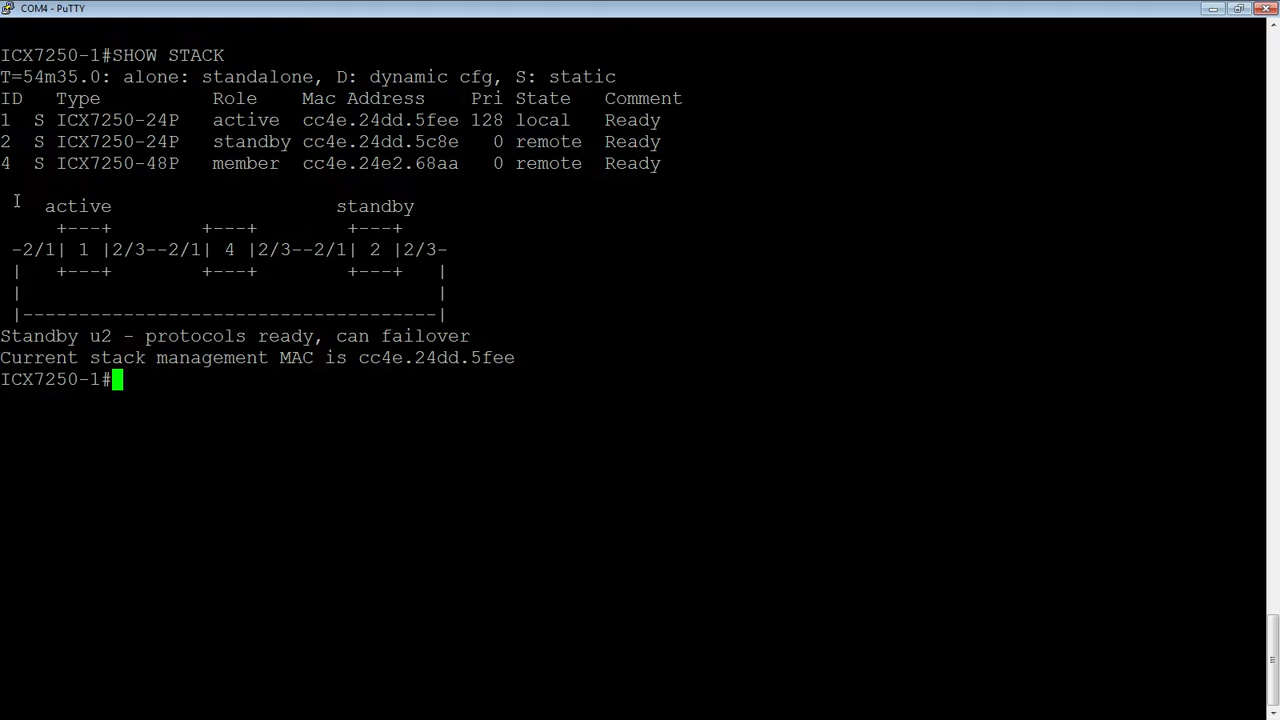 COM4 - PuTTY
ICX7250-1#SHOW STACK
T=54m35.0: alone: standalone, D: dynamic cfg, S: static
ID   S Type          Role    Mac Address    Pri State   Comment
1  S ICX7250-24P   active  cc4e.24dd.5fee 128 local   Ready
2  S ICX7250-24P   standby cc4e.24dd.5c8e   0 remote  Ready
4  S ICX7250-48P   member  cc4e.24e2.68aa   0 remote  Ready
    active                    standby
     +---+        +---+        +---+
 -2/1| 1 |2/3--2/1| 4 |2/3--2/1| 2 |2/3-
 |   +---+        +---+        +---+   |
 |                                     |
 |-------------------------------------|
Standby u2 - protocols ready, can failover
Current stack management MAC is cc4e.24dd.5fee
ICX7250-1#